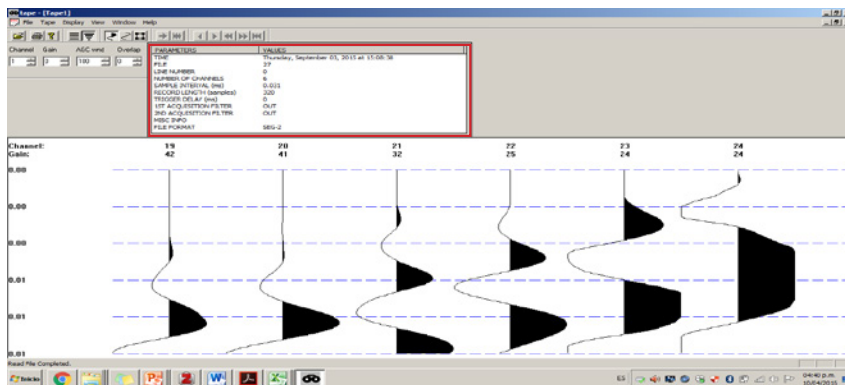 tape - [Tape1]
File Tape Display View Window Help
Channel Gain AGC wnd Overlap
1 3 100 0
PARAMETERS VALUES
TIME Thursday, September 03, 2015 at 15:08:36
FILE 27
LINE NUMBER 0
NUMBER OF CHANNELS 6
SAMPLE INTERVAL (ms) 0.031
RECORD LENGTH (samples) 320
TRIGGER DELAY (ms) 0
1ST ACQUISITION FILTER OUT
2ND ACQUISITION FILTER OUT
MISC INFO
FILE FORMAT SEG-2
Channel: 19 20 21 22 23 24
Gain: 42 41 32 25 24 24
0.00
0.00
0.00
0.01
0.01
0.01
Read File Completed.
Inicio ES 04:40 p.m.